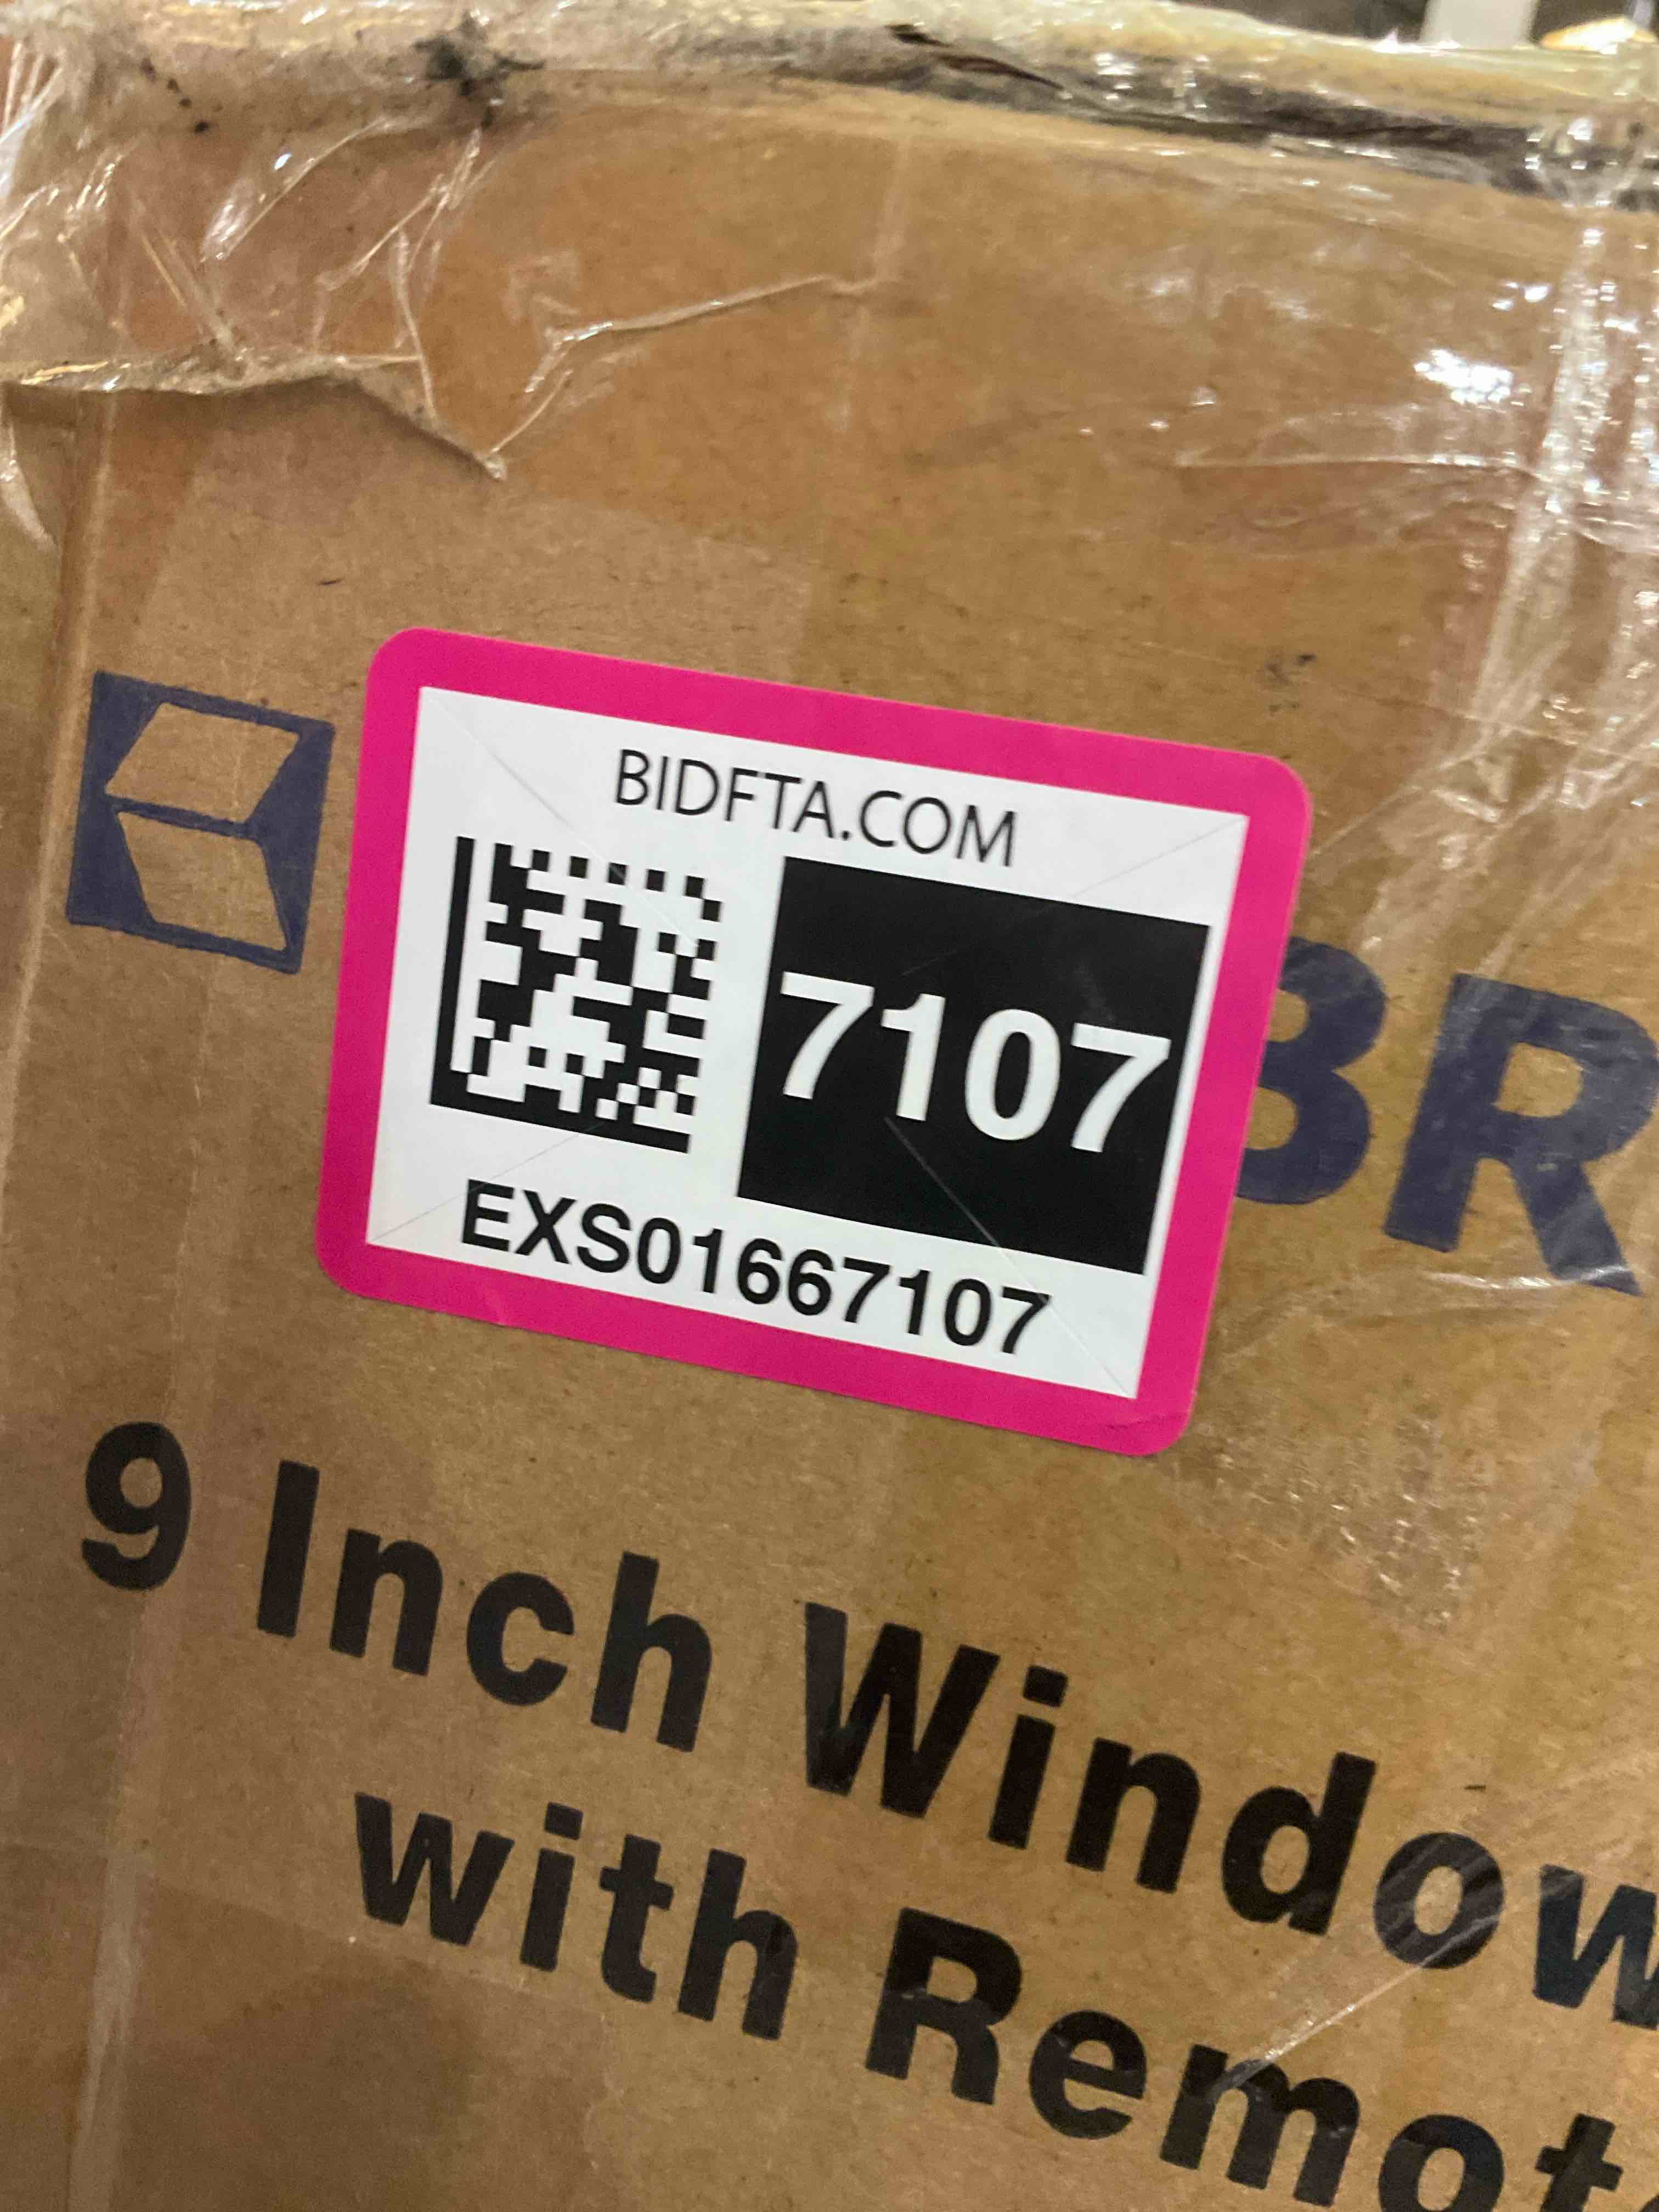 BIDFTA.COM
7107
EXS01667107
BR
9 Inch Window
with Remot